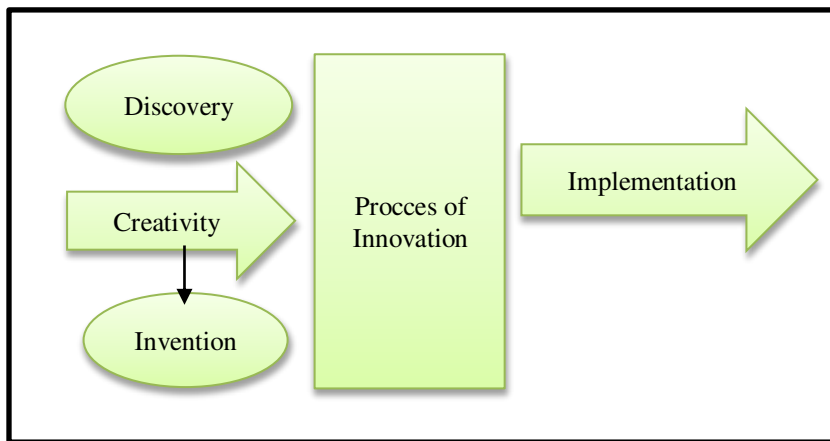 Discovery
Creativity
Invention
Procces of
Innovation
Implementation